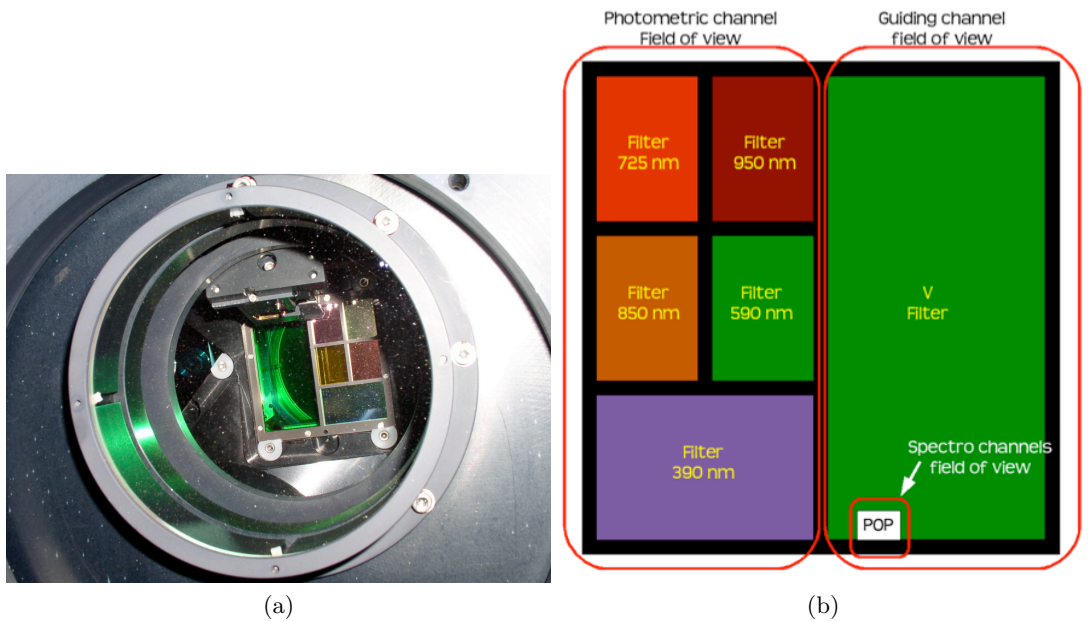 Photometric channel
Field of view
Guiding channel
field of view
Filter
725 nm
Filter
950 nm
Filter
850 nm
Filter
590 nm
V
Filter
Filter
390 nm
Spectro channels
field of view
POP
(a)
(b)